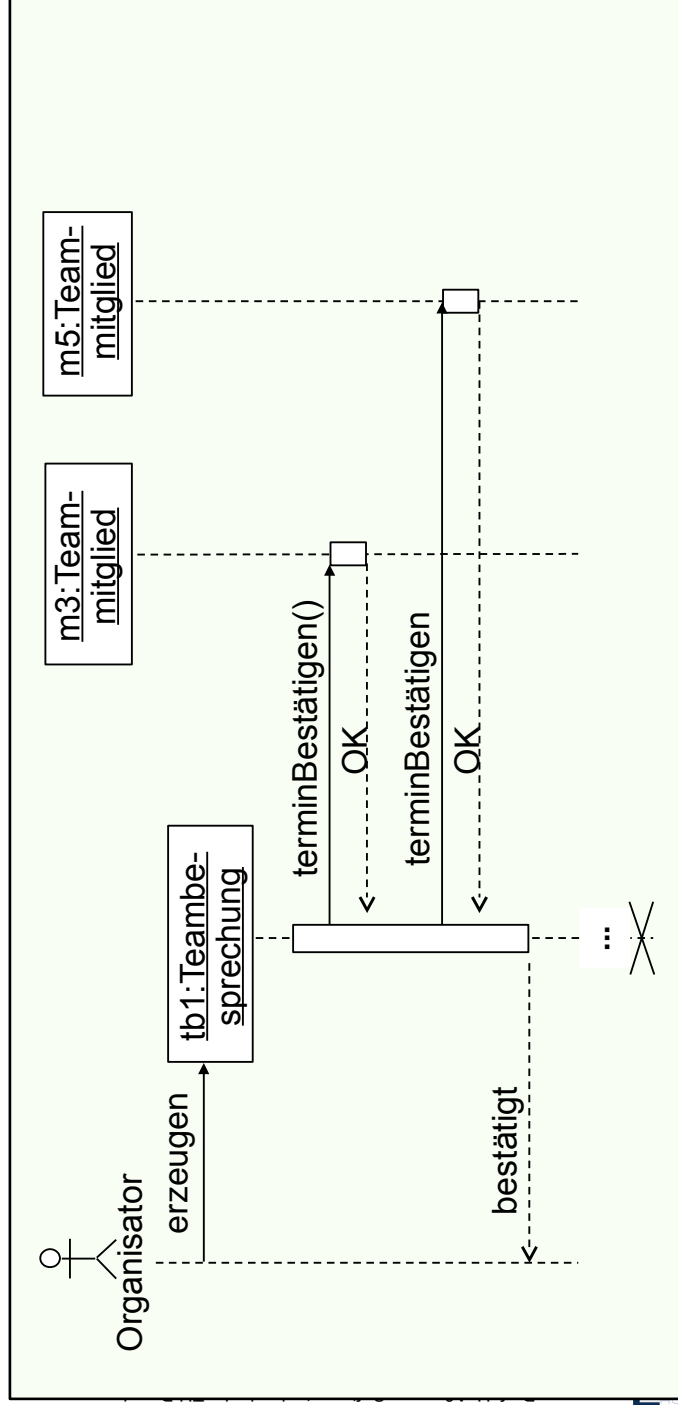 Organisator
erzeugen
tb1:Teambe-
sprechung
m3:Team-
mitglied
m5:Team-
mitglied
terminBestätigen()
OK
terminBestätigen
OK
bestätigt
...